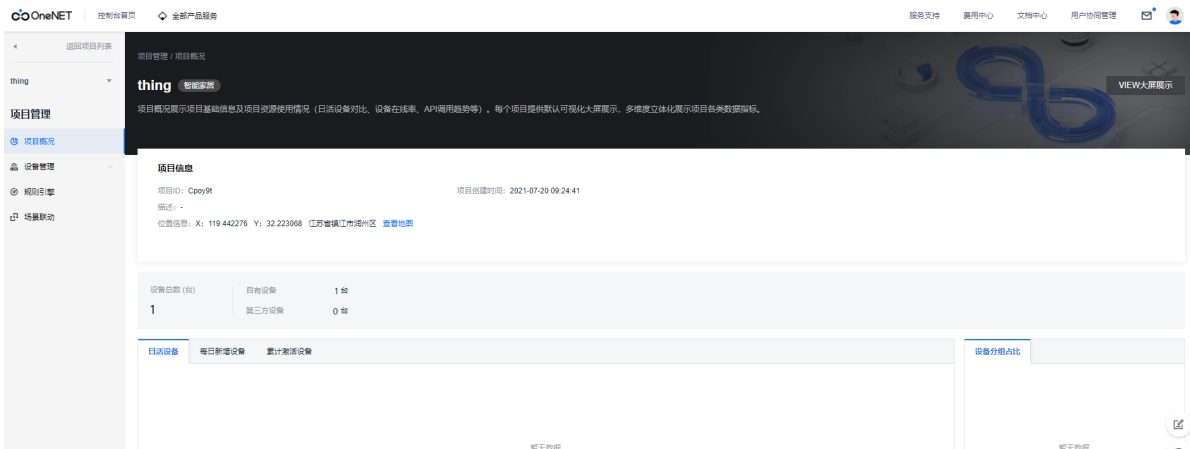 OneNET 控制台首页 全部产品服务 服务支持 费用中心 文档中心 用户协同管理
返回项目列表
thing
项目管理
项目概况
设备管理
规则引擎
场景联动
项目管理 / 项目概况
thing 智能家居
VIEW大屏展示
项目概况展示项目基础信息及项目资源使用情况（日活设备对比、设备在线率、API调用趋势等）。每个项目提供默认可视化大屏展示，多维度立体化展示项目各类数据指标。
项目信息
项目ID: Cpoy9t 项目创建时间: 2021-07-20 09:24:41
描述: -
位置信息: X: 119.442276 Y: 32.223068 江苏省镇江市润州区 查看地图
设备总数 (台)
1
自有设备 1 台
第三方设备 0 台
日活设备 每日新增设备 累计激活设备
暂无数据
设备分组占比
暂无数据